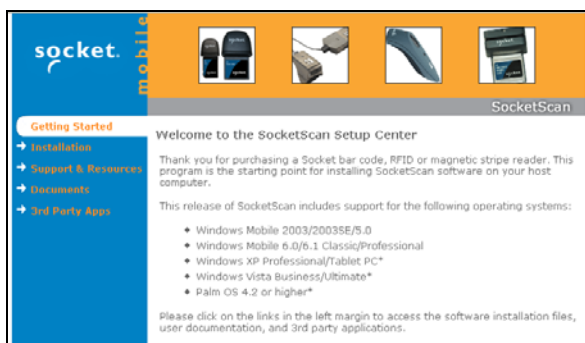 socket.
mobile
SocketScan
Getting Started
Installation
Support & Resources
Documents
3rd Party Apps
Welcome to the SocketScan Setup Center
Thank you for purchasing a Socket bar code, RFID or magnetic stripe reader. This
program is the starting point for installing SocketScan software on your host
computer.
This release of SocketScan includes support for the following operating systems:
Windows Mobile 2003/2003SE/5.0
Windows Mobile 6.0/6.1 Classic/Professional
Windows XP Professional/Tablet PC*
Windows Vista Business/Ultimate*
Palm OS 4.2 or higher*
Please click on the links in the left margin to access the software installation files,
user documentation, and 3rd party applications.